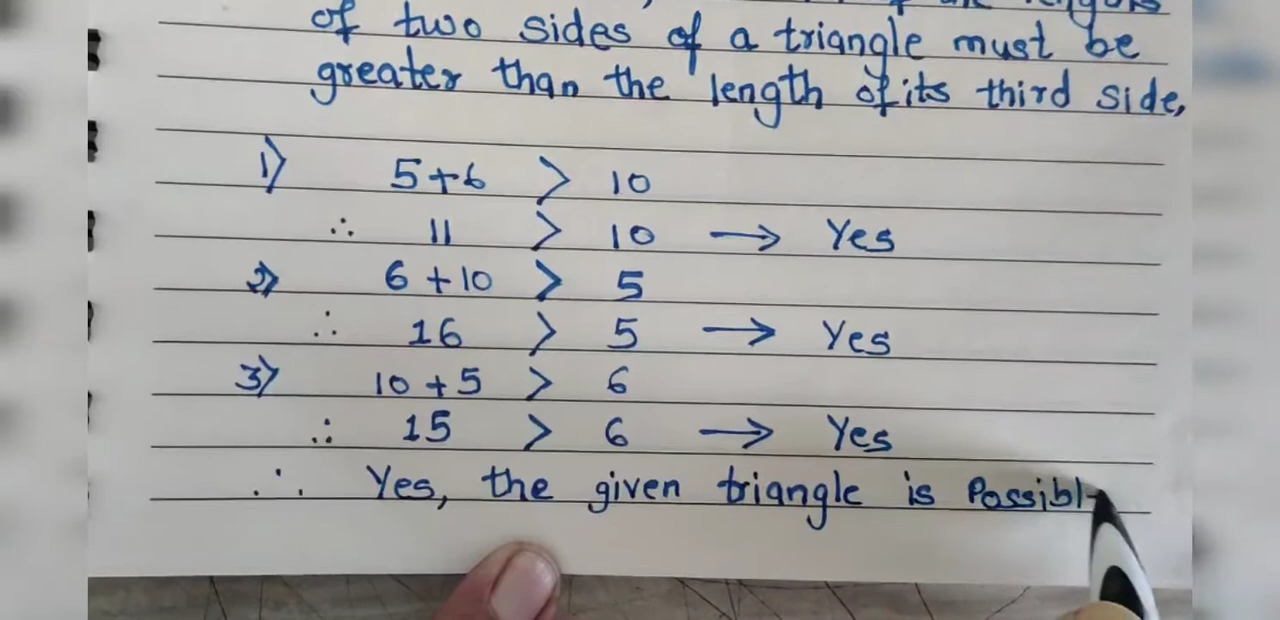 of two sides of a triangle must be
greater than the length of its third side,
1) 5+6 > 10
∴ 11 > 10 → Yes
2) 6 + 10 > 5
∴ 16 > 5 → Yes
3) 10 + 5 > 6
∴ 15 > 6 → Yes
∴ Yes, the given triangle is Possibl